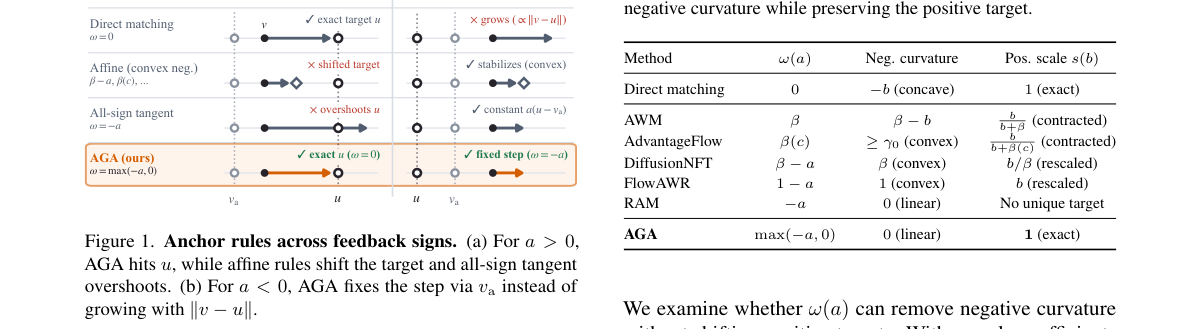 Direct matching
ω=0
v
✓ exact target u
× grows (∝‖v−u‖)
Affine (convex neg.)
β−a, β(c), ...
× shifted target
✓ stabilizes (convex)
All-sign tangent
ω=−a
× overshoots u
✓ constant a(u−vₐ)
AGA (ours)
ω=max(−a,0)
✓ exact u (ω=0)
✓ fixed step (ω=−a)
vₐ u u vₐ
Figure 1. Anchor rules across feedback signs. (a) For a > 0,
AGA hits u, while affine rules shift the target and all-sign tangent
overshoots. (b) For a < 0, AGA fixes the step via vₐ instead of
growing with ‖v − u‖.
negative curvature while preserving the positive target.
Method ω(a) Neg. curvature Pos. scale s(b)
Direct matching 0 −b (concave) 1 (exact)
AWM β β − b b/(b+β) (contracted)
AdvantageFlow β(c) ≥ γ₀ (convex) b/(b+β(c)) (contracted)
DiffusionNFT β − a β (convex) b/β (rescaled)
FlowAWR 1 − a 1 (convex) b (rescaled)
RAM −a 0 (linear) No unique target
AGA max(−a, 0) 0 (linear) 1 (exact)
We examine whether ω(a) can remove negative curvature